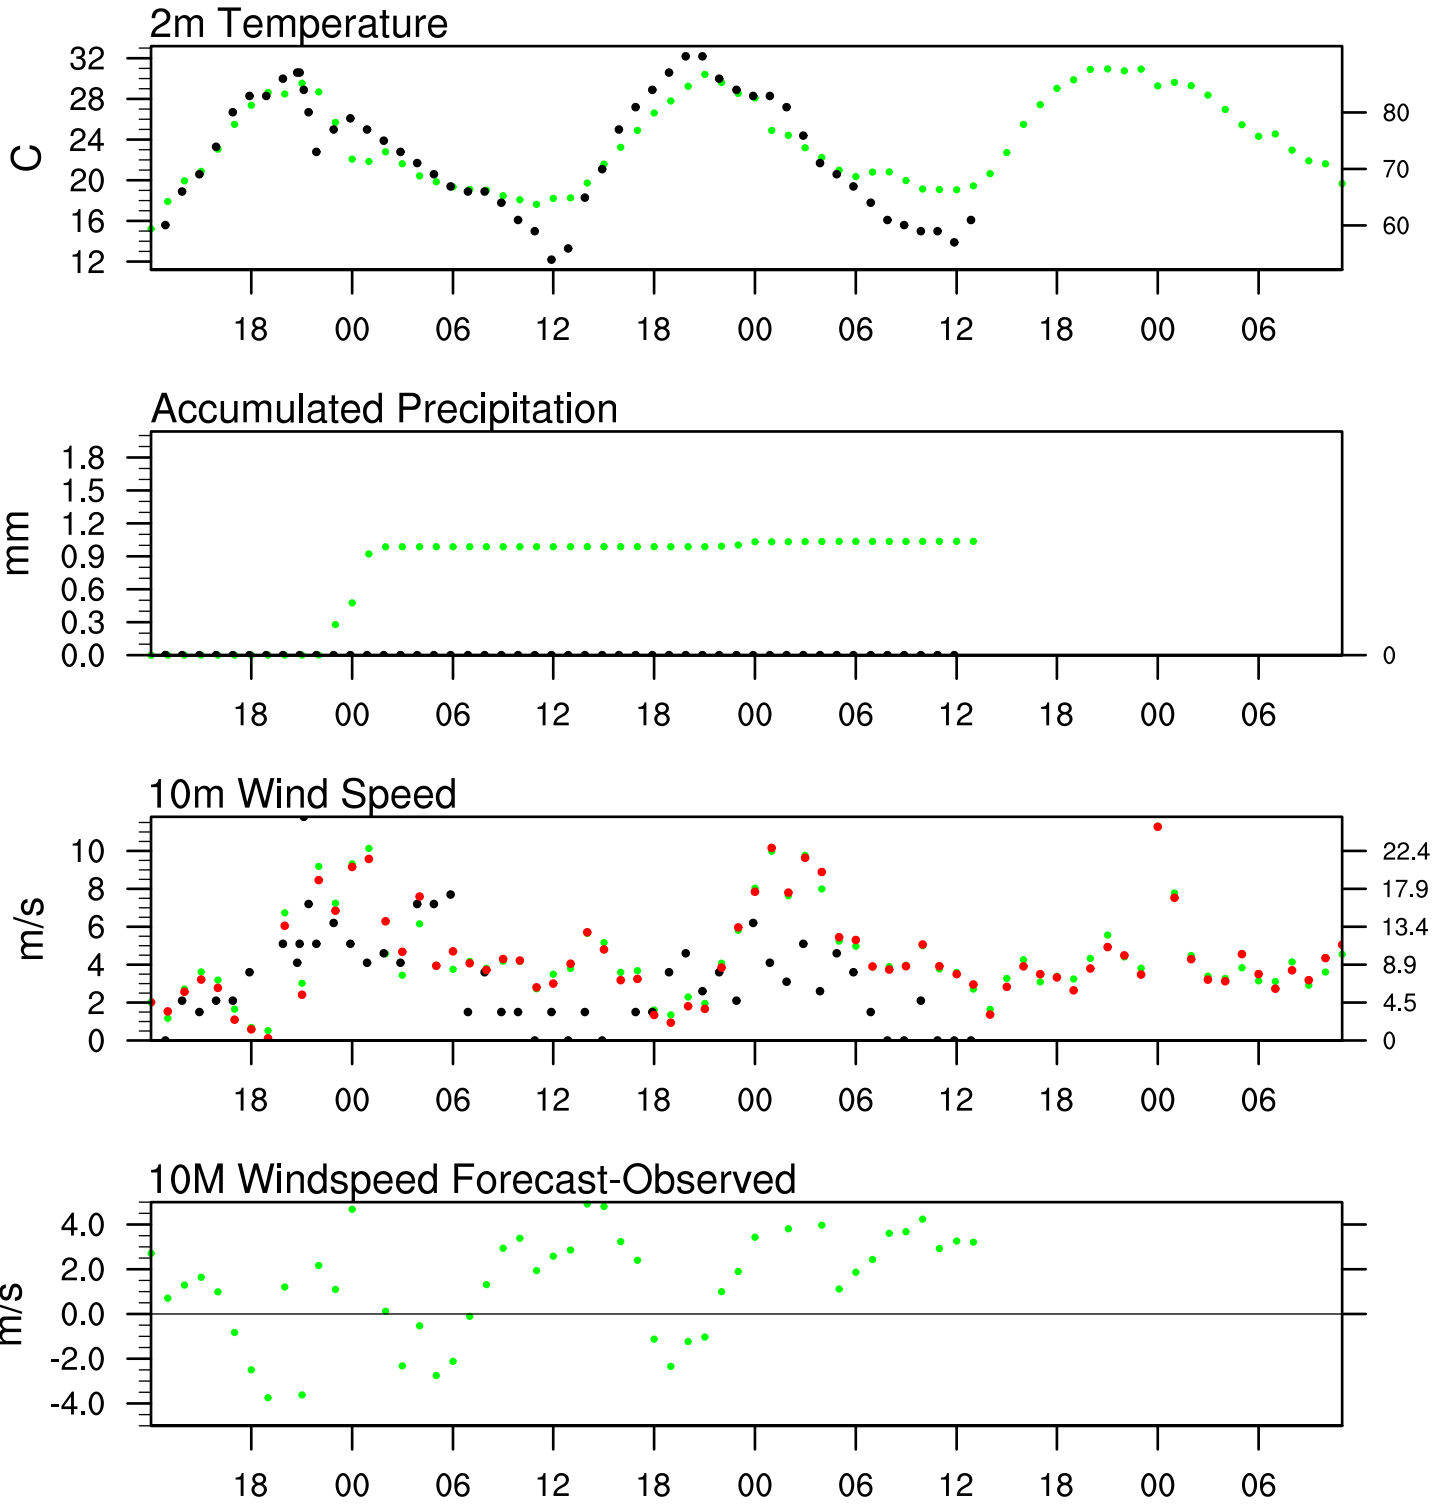 2m Temperature
32
28
24
20
16
12
C
80
70
60
18 00 06 12 18 00 06 12 18 00 06
Accumulated Precipitation
1.8
1.5
1.2
0.9
0.6
0.3
0.0
mm
0
18 00 06 12 18 00 06 12 18 00 06
10m Wind Speed
10
8
6
4
2
0
m/s
22.4
17.9
13.4
8.9
4.5
0
18 00 06 12 18 00 06 12 18 00 06
10M Windspeed Forecast-Observed
4.0
2.0
0.0
-2.0
-4.0
m/s
18 00 06 12 18 00 06 12 18 00 06